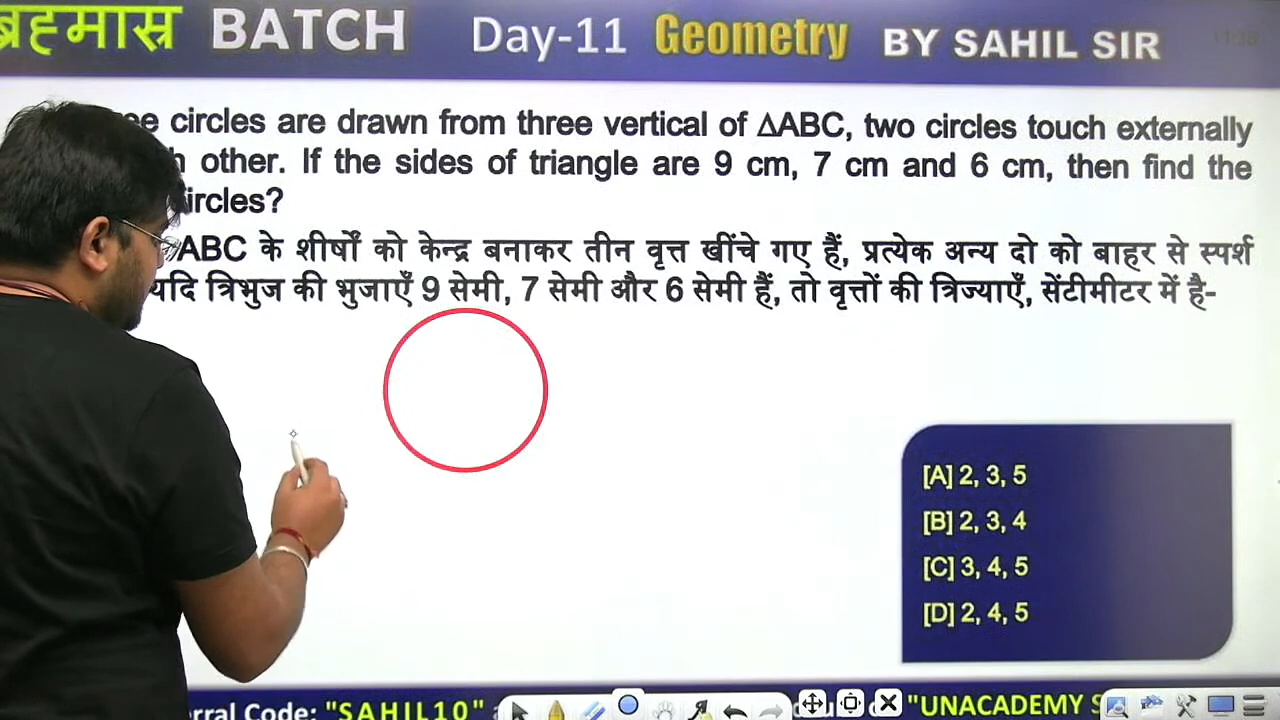 ब्रह्मास्त्र BATCH Day-11 Geometry BY SAHIL SIR
circles are drawn from three vertical of ΔABC, two circles touch externally
other. If the sides of triangle are 9 cm, 7 cm and 6 cm, then find the
circles?
ABC के शीर्षों को केन्द्र बनाकर तीन वृत्त खींचे गए हैं, प्रत्येक अन्य दो को बाहर से स्पर्श
यदि त्रिभुज की भुजाएँ 9 सेमी, 7 सेमी और 6 सेमी हैं, तो वृत्तों की त्रिज्याएँ, सेंटीमीटर में है-
[A] 2, 3, 5
[B] 2, 3, 4
[C] 3, 4, 5
[D] 2, 4, 5
Code: "SAHIL10" "UNACADEMY S